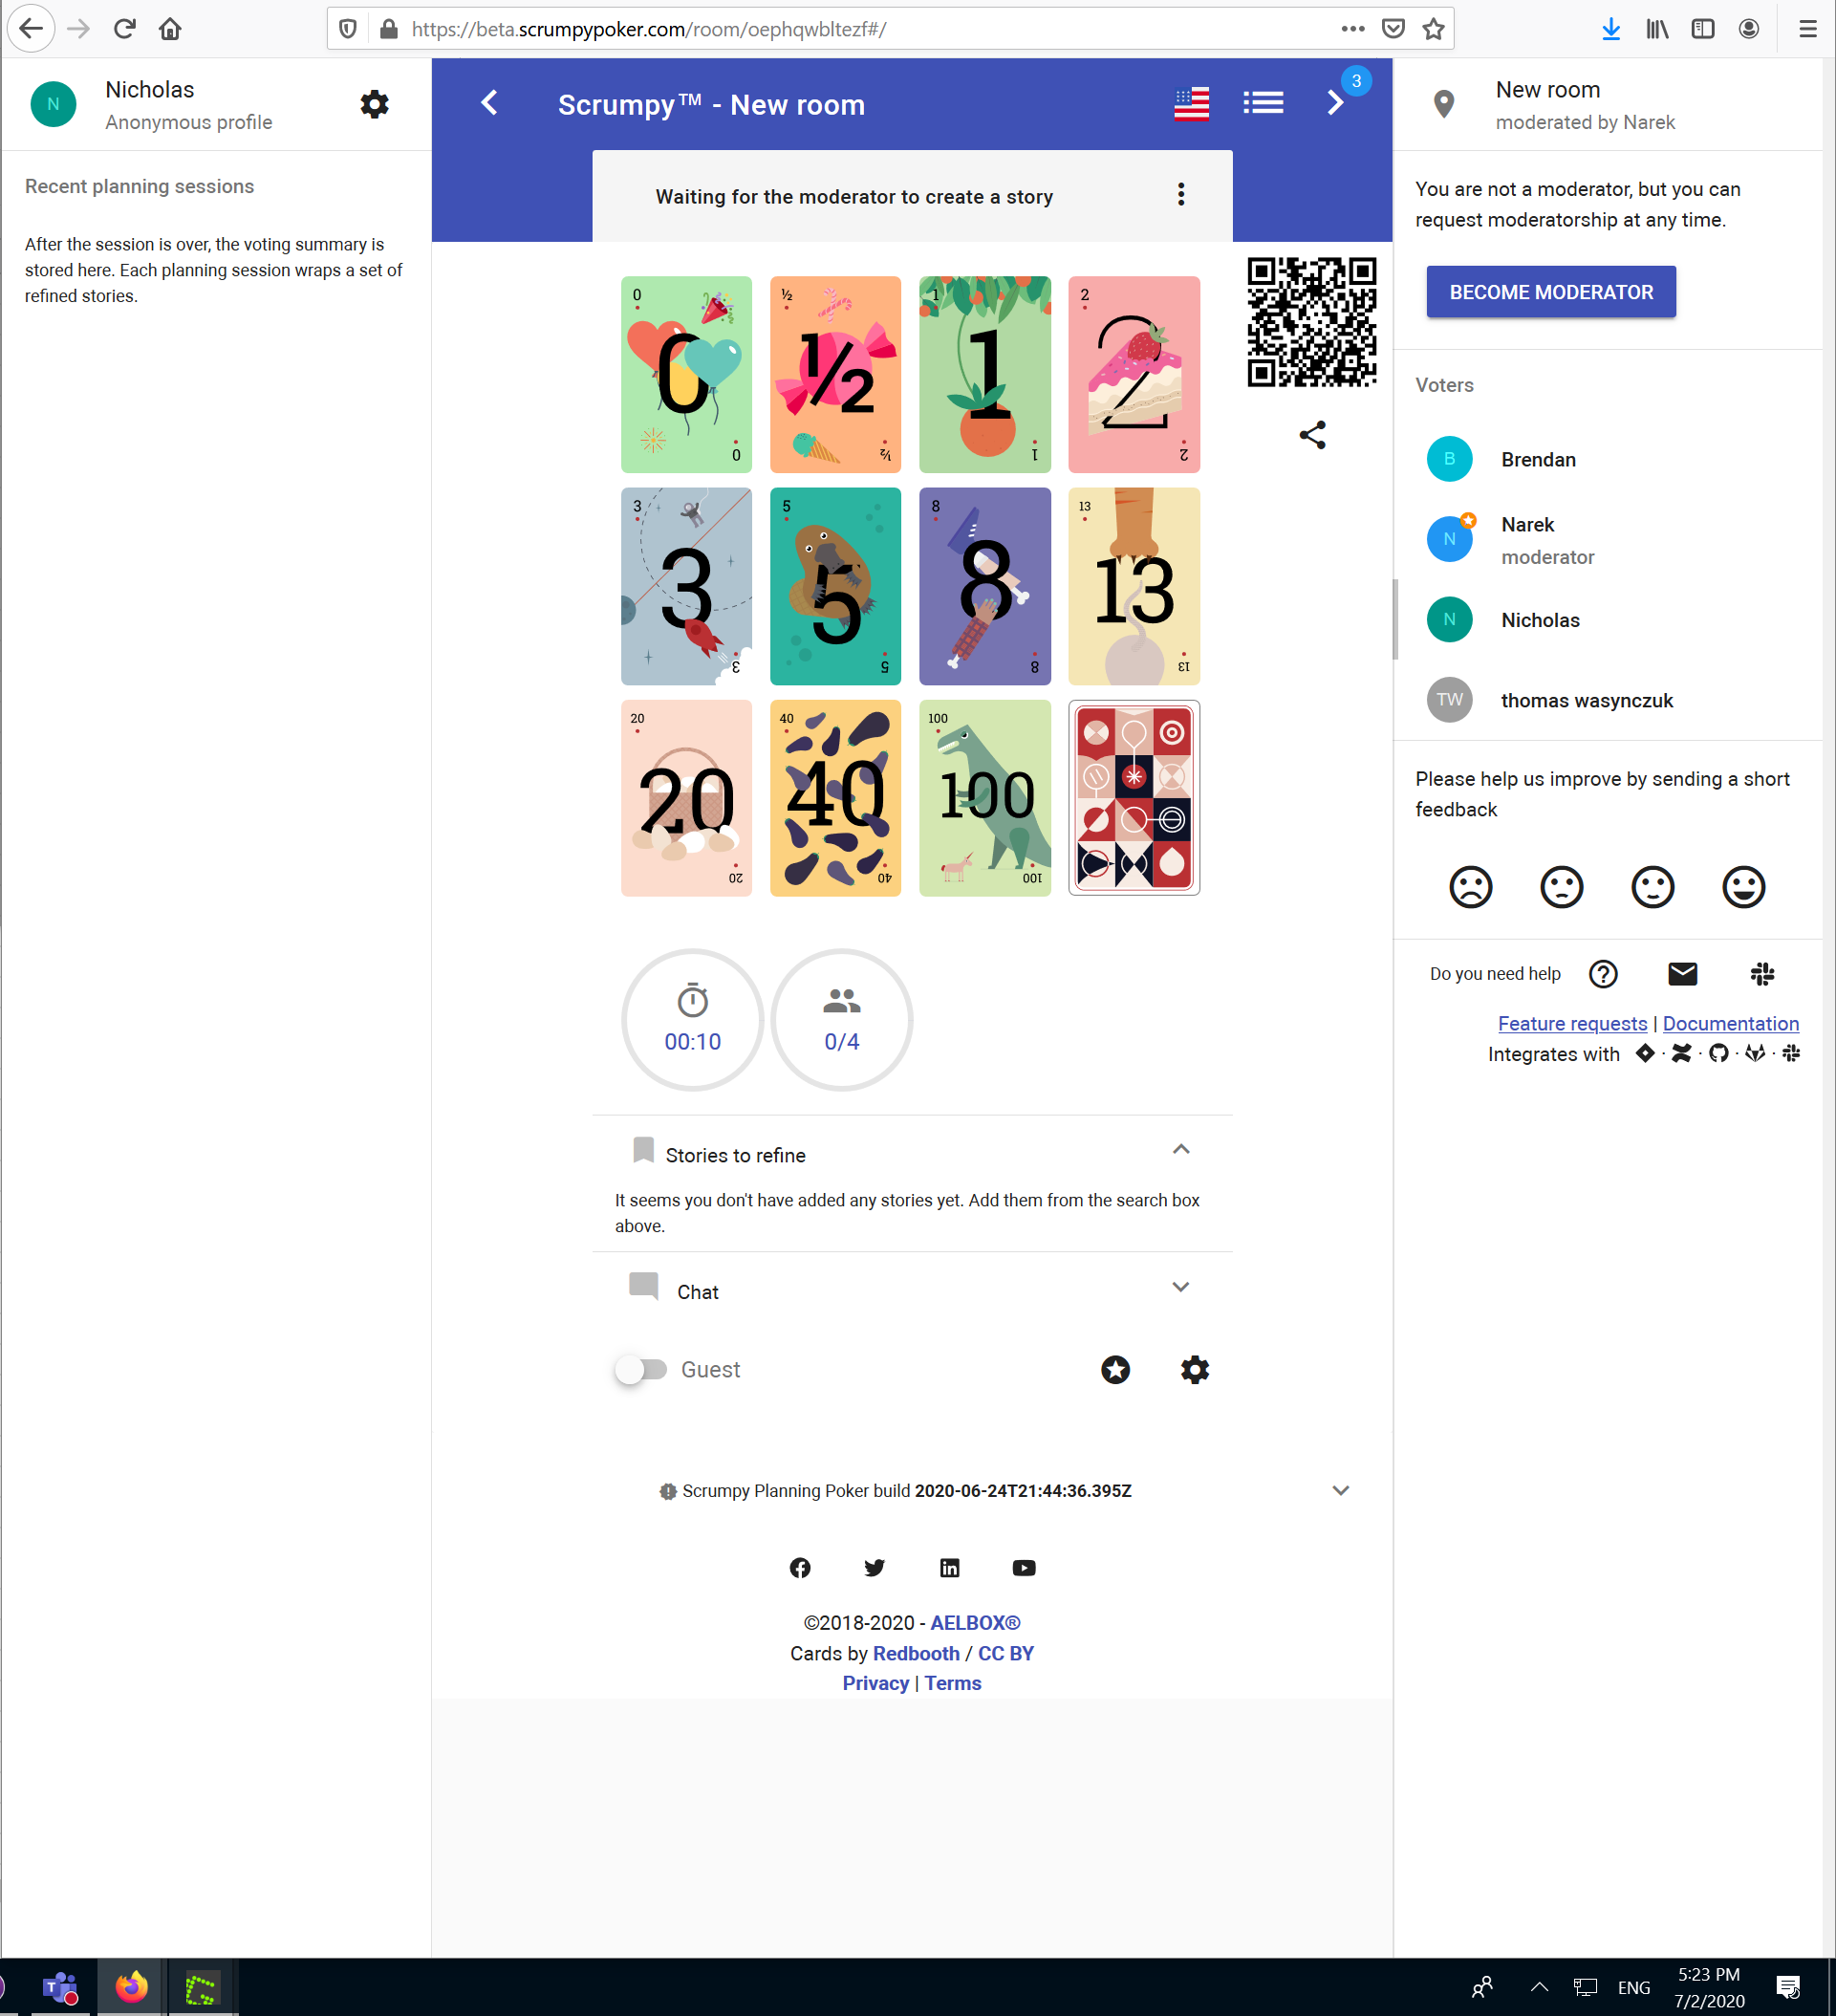 https://beta.scrumpypoker.com/room/oephqwbltezf#/
N
Nicholas
Anonymous profile
Recent planning sessions
After the session is over, the voting summary is
stored here. Each planning session wraps a set of
refined stories.
Scrumpy™ - New room
3
Waiting for the moderator to create a story
0
0
0
½
½
½
1
1
1
2
2
2
3
3
3
5
5
5
8
8
8
13
13
13
20
20
20
40
40
40
100
100
100
00:10
0/4
Stories to refine
It seems you don't have added any stories yet. Add them from the search box
above.
Chat
Guest
Scrumpy Planning Poker build 2020-06-24T21:44:36.395Z
©2018-2020 - AELBOX®
Cards by Redbooth / CC BY
Privacy | Terms
New room
moderated by Narek
You are not a moderator, but you can
request moderatorship at any time.
BECOME MODERATOR
Voters
B
Brendan
N
Narek
moderator
N
Nicholas
TW
thomas wasynczuk
Please help us improve by sending a short
feedback
Do you need help
Feature requests | Documentation
Integrates with
T
ENG
5:23 PM
7/2/2020